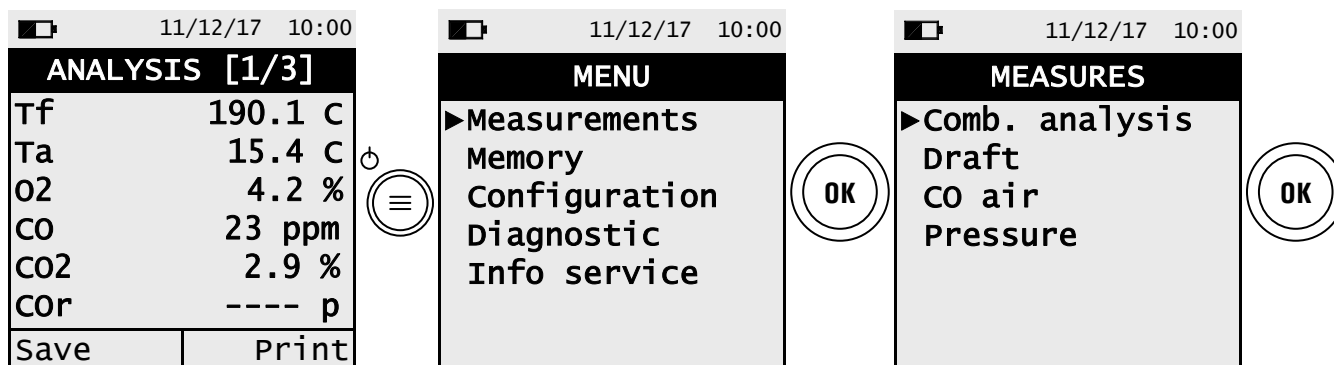 11/12/17 10:00
ANALYSIS [1/3]
Tf 190.1 C
Ta 15.4 C
O2 4.2 %
CO 23 ppm
CO2 2.9 %
COr ---- p
Save Print
11/12/17 10:00
MENU
Measurements
Memory
Configuration
Diagnostic
Info service
OK
11/12/17 10:00
MEASURES
Comb. analysis
Draft
CO air
Pressure
OK